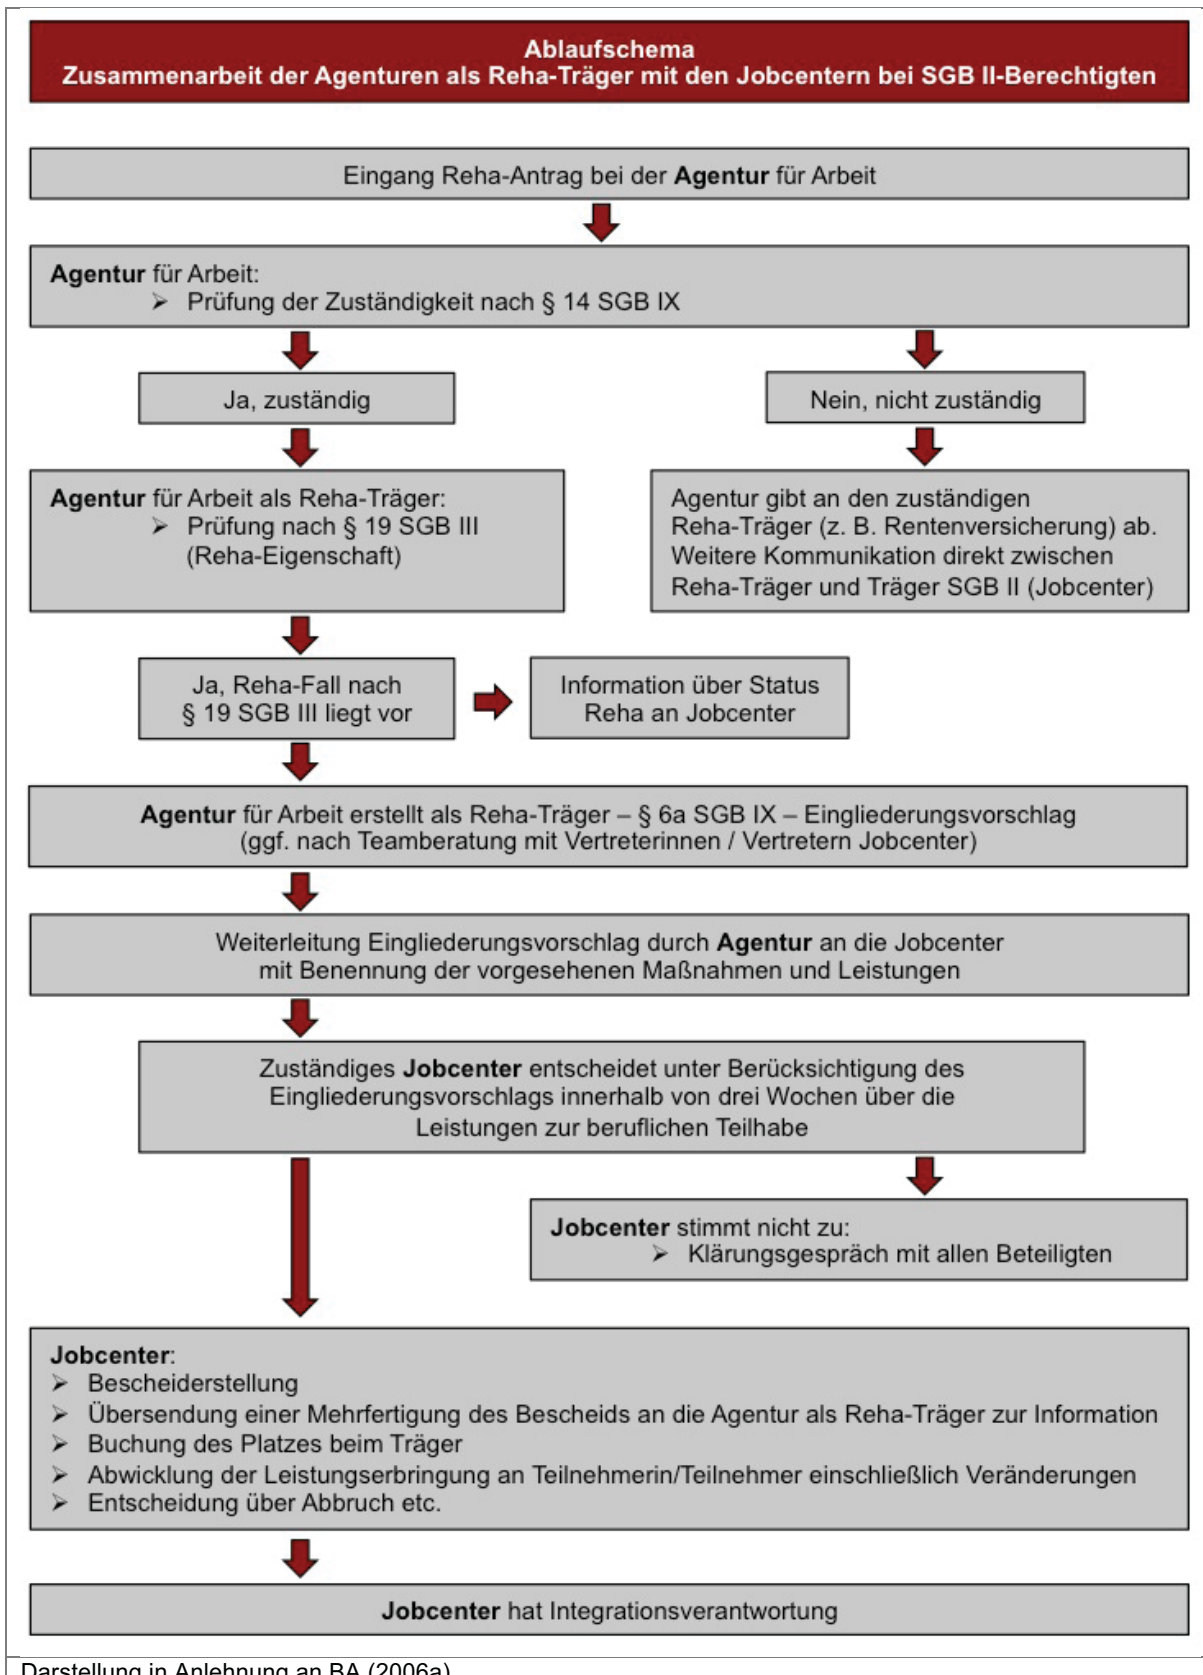 Ablaufschema
Zusammenarbeit der Agenturen als Reha-Träger mit den Jobcentern bei SGB II-Berechtigten
Eingang Reha-Antrag bei der Agentur für Arbeit
Agentur für Arbeit:
➢ Prüfung der Zuständigkeit nach § 14 SGB IX
Ja, zuständig
Nein, nicht zuständig
Agentur für Arbeit als Reha-Träger:
➢ Prüfung nach § 19 SGB III
(Reha-Eigenschaft)
Agentur gibt an den zuständigen
Reha-Träger (z. B. Rentenversicherung) ab.
Weitere Kommunikation direkt zwischen
Reha-Träger und Träger SGB II (Jobcenter)
Ja, Reha-Fall nach
§ 19 SGB III liegt vor
Information über Status
Reha an Jobcenter
Agentur für Arbeit erstellt als Reha-Träger – § 6a SGB IX – Eingliederungsvorschlag
(ggf. nach Teamberatung mit Vertreterinnen / Vertretern Jobcenter)
Weiterleitung Eingliederungsvorschlag durch Agentur an die Jobcenter
mit Benennung der vorgesehenen Maßnahmen und Leistungen
Zuständiges Jobcenter entscheidet unter Berücksichtigung des
Eingliederungsvorschlags innerhalb von drei Wochen über die
Leistungen zur beruflichen Teilhabe
Jobcenter stimmt nicht zu:
➢ Klärungsgespräch mit allen Beteiligten
Jobcenter:
➢ Bescheiderstellung
➢ Übersendung einer Mehrfertigung des Bescheids an die Agentur als Reha-Träger zur Information
➢ Buchung des Platzes beim Träger
➢ Abwicklung der Leistungserbringung an Teilnehmerin/Teilnehmer einschließlich Veränderungen
➢ Entscheidung über Abbruch etc.
Jobcenter hat Integrationsverantwortung
Darstellung in Anlehnung an BA (2006a)